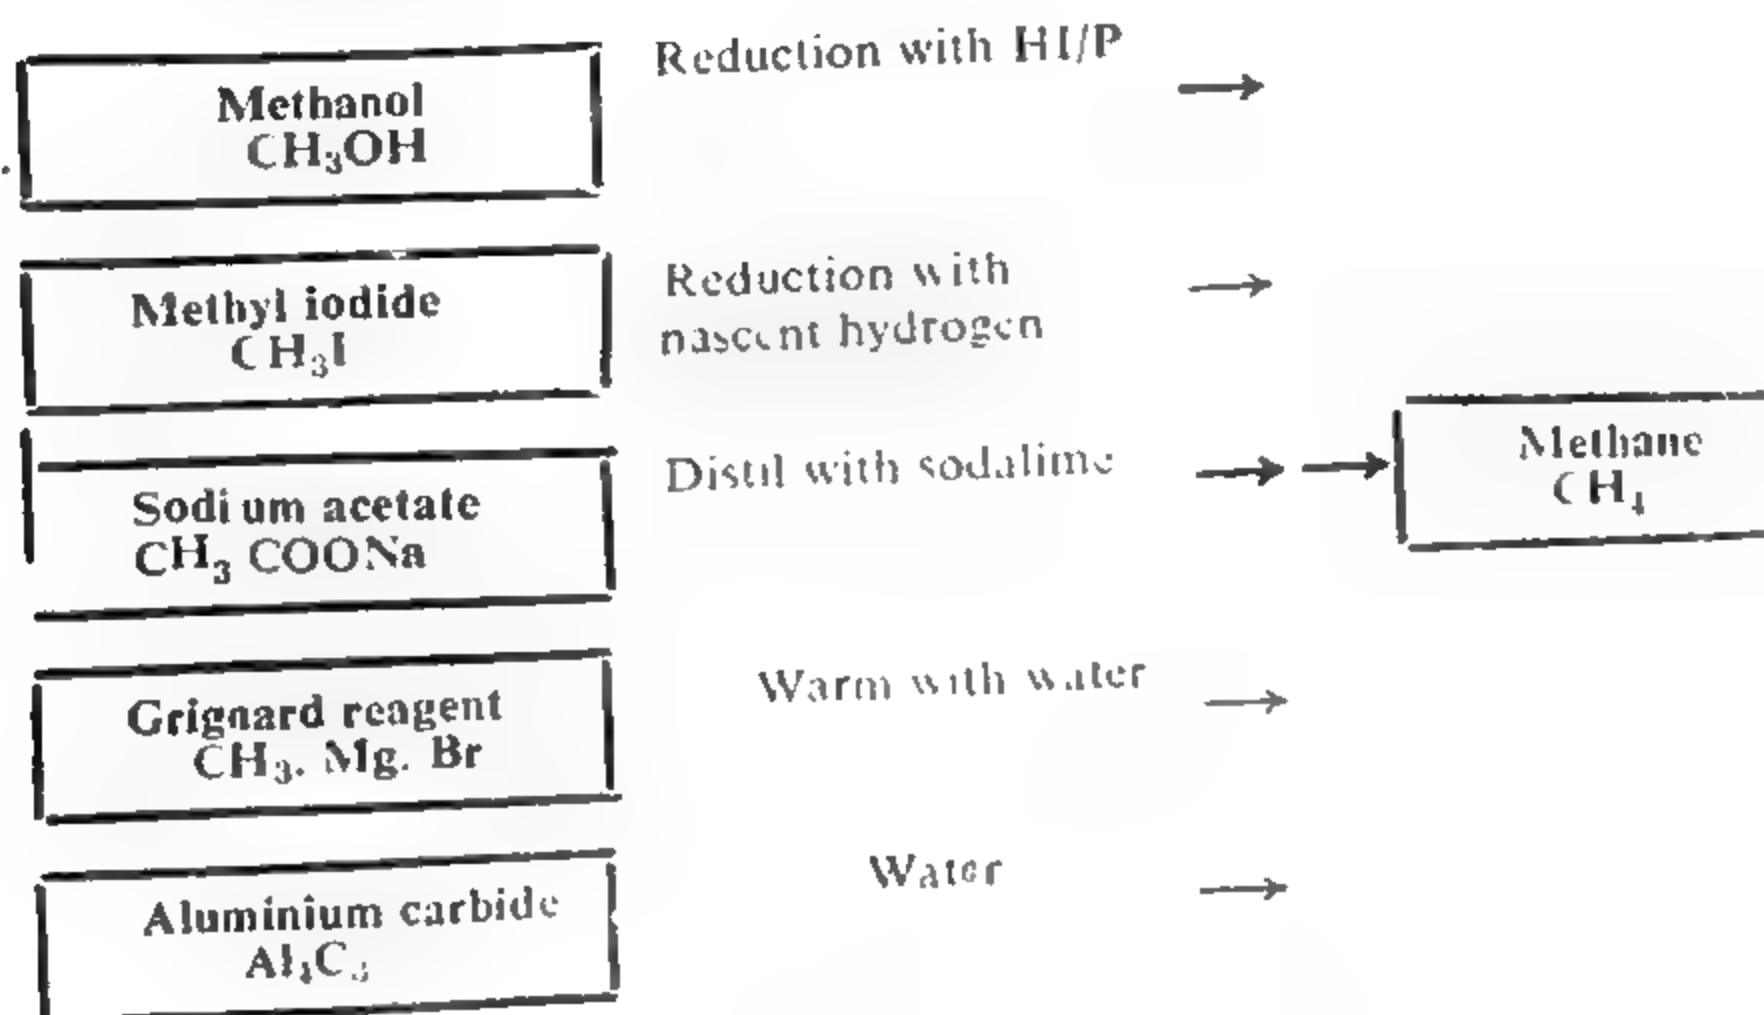 Methanol
CH₃OH
Reduction with HI/P
Methyl iodide
CH₃I
Reduction with
nascent hydrogen
Sodium acetate
CH₃ COONa
Distil with sodalime
Methane
CH₄
Grignard reagent
CH₃. Mg. Br
Warm with water
Aluminium carbide
Al₄C₃
Water